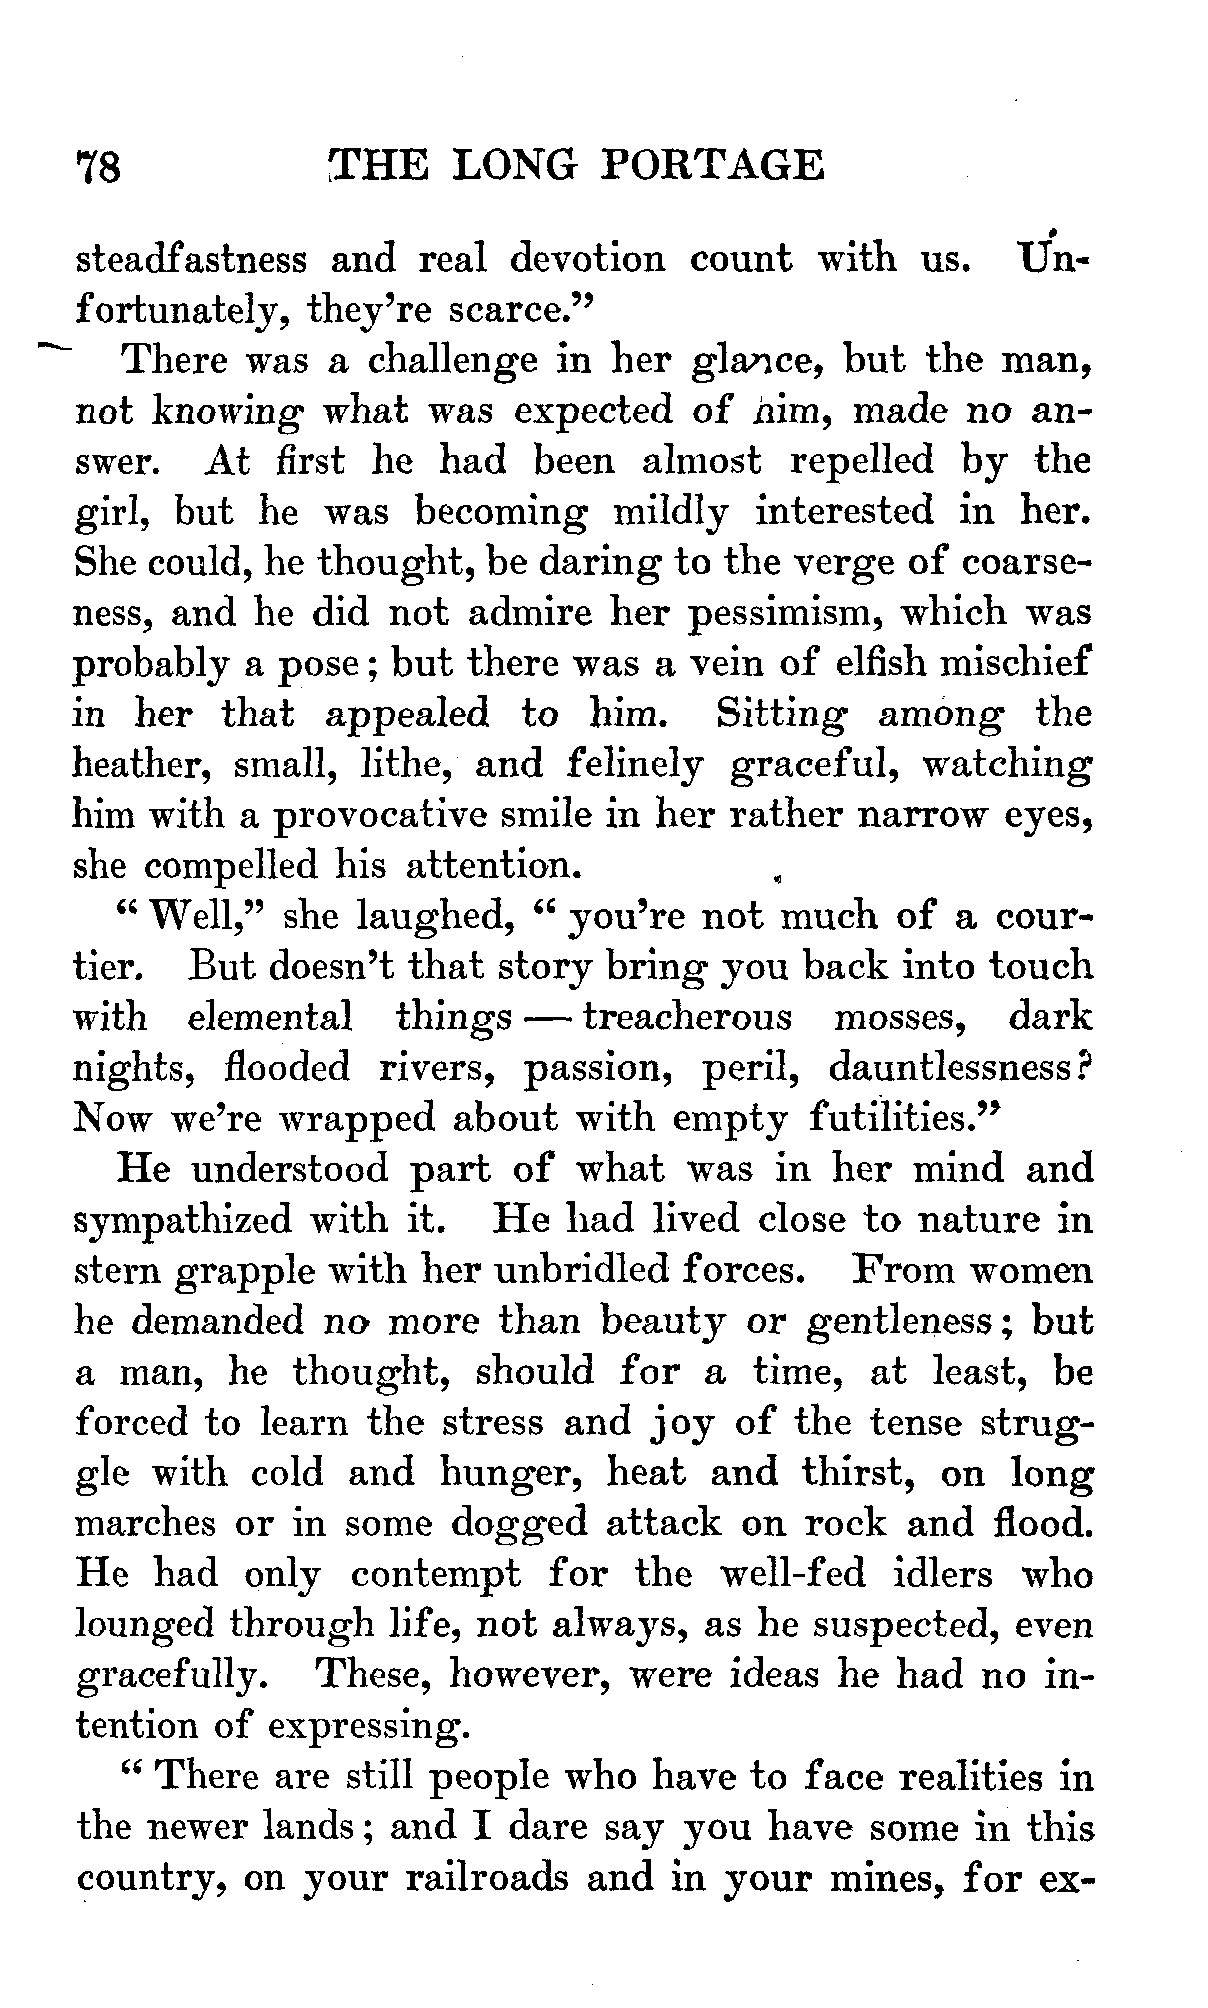 78 THE LONG PORTAGE
steadfastness and real devotion count with us. Un-
fortunately, they're scarce."
There was a challenge in her glance, but the man,
not knowing what was expected of him, made no an-
swer. At first he had been almost repelled by the
girl, but he was becoming mildly interested in her.
She could, he thought, be daring to the verge of coarse-
ness, and he did not admire her pessimism, which was
probably a pose; but there was a vein of elfish mischief
in her that appealed to him. Sitting among the
heather, small, lithe, and felinely graceful, watching
him with a provocative smile in her rather narrow eyes,
she compelled his attention.
"Well," she laughed, "you're not much of a cour-
tier. But doesn't that story bring you back into touch
with elemental things — treacherous mosses, dark
nights, flooded rivers, passion, peril, dauntlessness?
Now we're wrapped about with empty futilities."
He understood part of what was in her mind and
sympathized with it. He had lived close to nature in
stern grapple with her unbridled forces. From women
he demanded no more than beauty or gentleness; but
a man, he thought, should for a time, at least, be
forced to learn the stress and joy of the tense strug-
gle with cold and hunger, heat and thirst, on long
marches or in some dogged attack on rock and flood.
He had only contempt for the well-fed idlers who
lounged through life, not always, as he suspected, even
gracefully. These, however, were ideas he had no in-
tention of expressing.
"There are still people who have to face realities in
the newer lands; and I dare say you have some in this
country, on your railroads and in your mines, for ex-